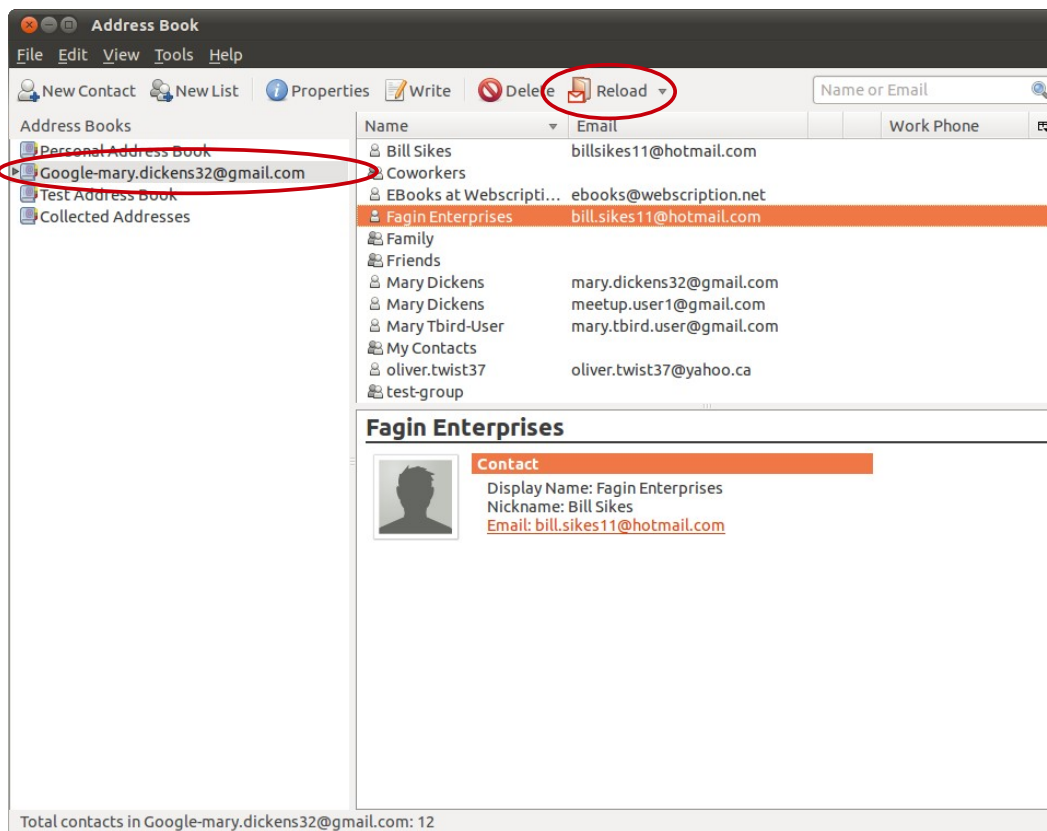 Address Book
File Edit View Tools Help
New Contact New List Properties Write Delete Reload Name or Email
Address Books
Personal Address Book
Google-mary.dickens32@gmail.com
Test Address Book
Collected Addresses
Name Email Work Phone
Bill Sikes billsikes11@hotmail.com
Coworkers
EBooks at Webscripti... ebooks@webscription.net
Fagin Enterprises bill.sikes11@hotmail.com
Family
Friends
Mary Dickens mary.dickens32@gmail.com
Mary Dickens meetup.user1@gmail.com
Mary Tbird-User mary.tbird.user@gmail.com
My Contacts
oliver.twist37 oliver.twist37@yahoo.ca
test-group
Fagin Enterprises
Contact
Display Name: Fagin Enterprises
Nickname: Bill Sikes
Email: bill.sikes11@hotmail.com
Total contacts in Google-mary.dickens32@gmail.com: 12